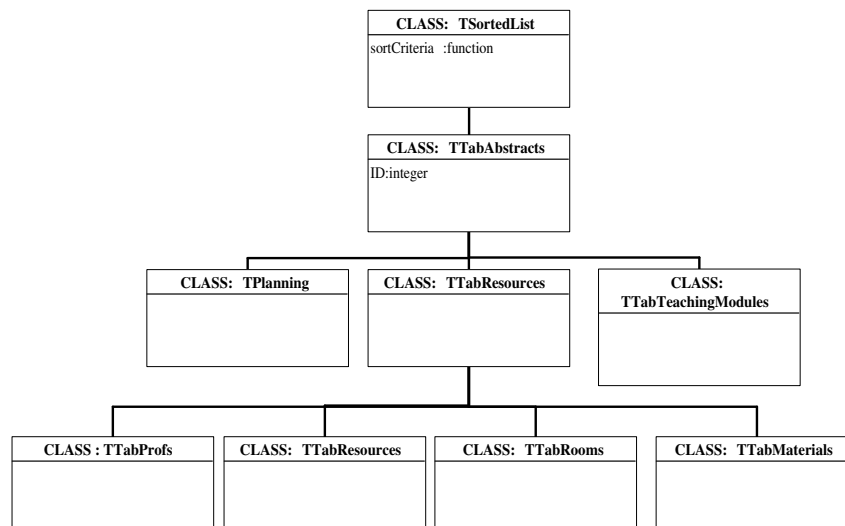 CLASS: TSortedList
sortCriteria :function
CLASS: TTabAbstracts
ID:integer
CLASS: TPlanning
CLASS: TTabResources
CLASS:
TTabTeachingModules
CLASS : TTabProfs
CLASS: TTabResources
CLASS: TTabRooms
CLASS: TTabMaterials